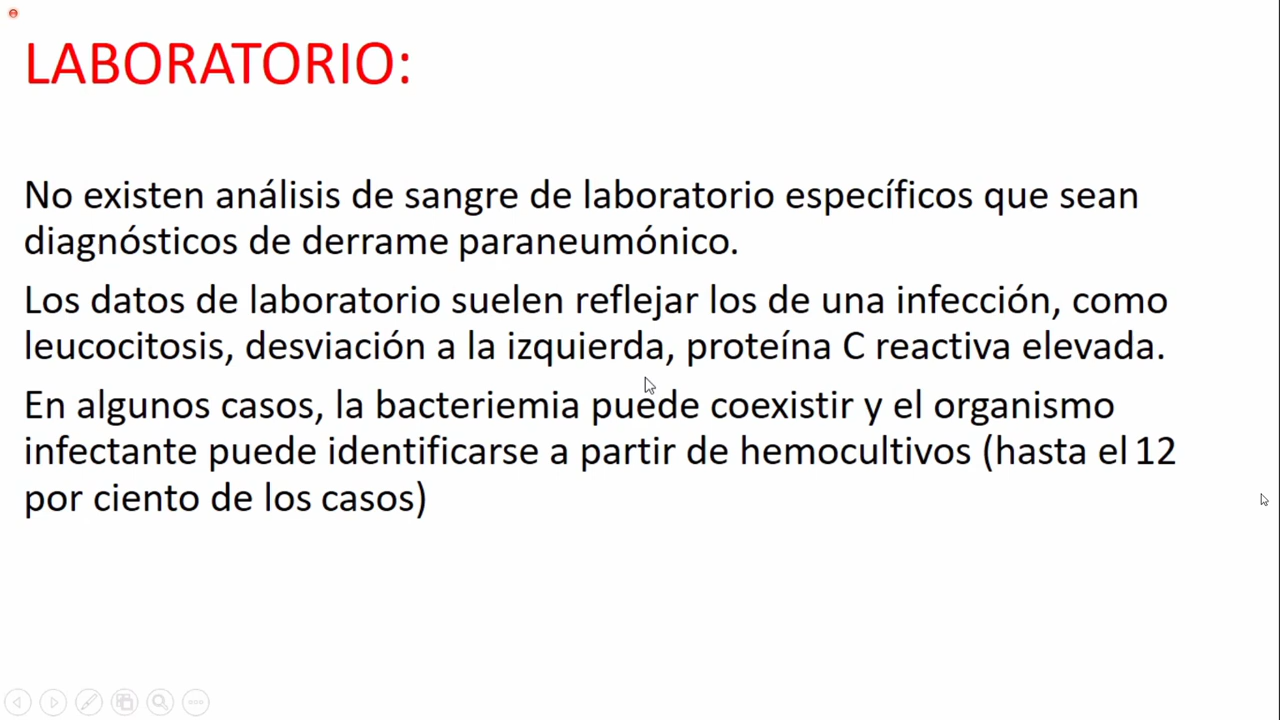 LABORATORIO:
No existen análisis de sangre de laboratorio específicos que sean
diagnósticos de derrame paraneumónico.
Los datos de laboratorio suelen reflejar los de una infección, como
leucocitosis, desviación a la izquierda, proteína C reactiva elevada.
En algunos casos, la bacteriemia puede coexistir y el organismo
infectante puede identificarse a partir de hemocultivos (hasta el 12
por ciento de los casos)